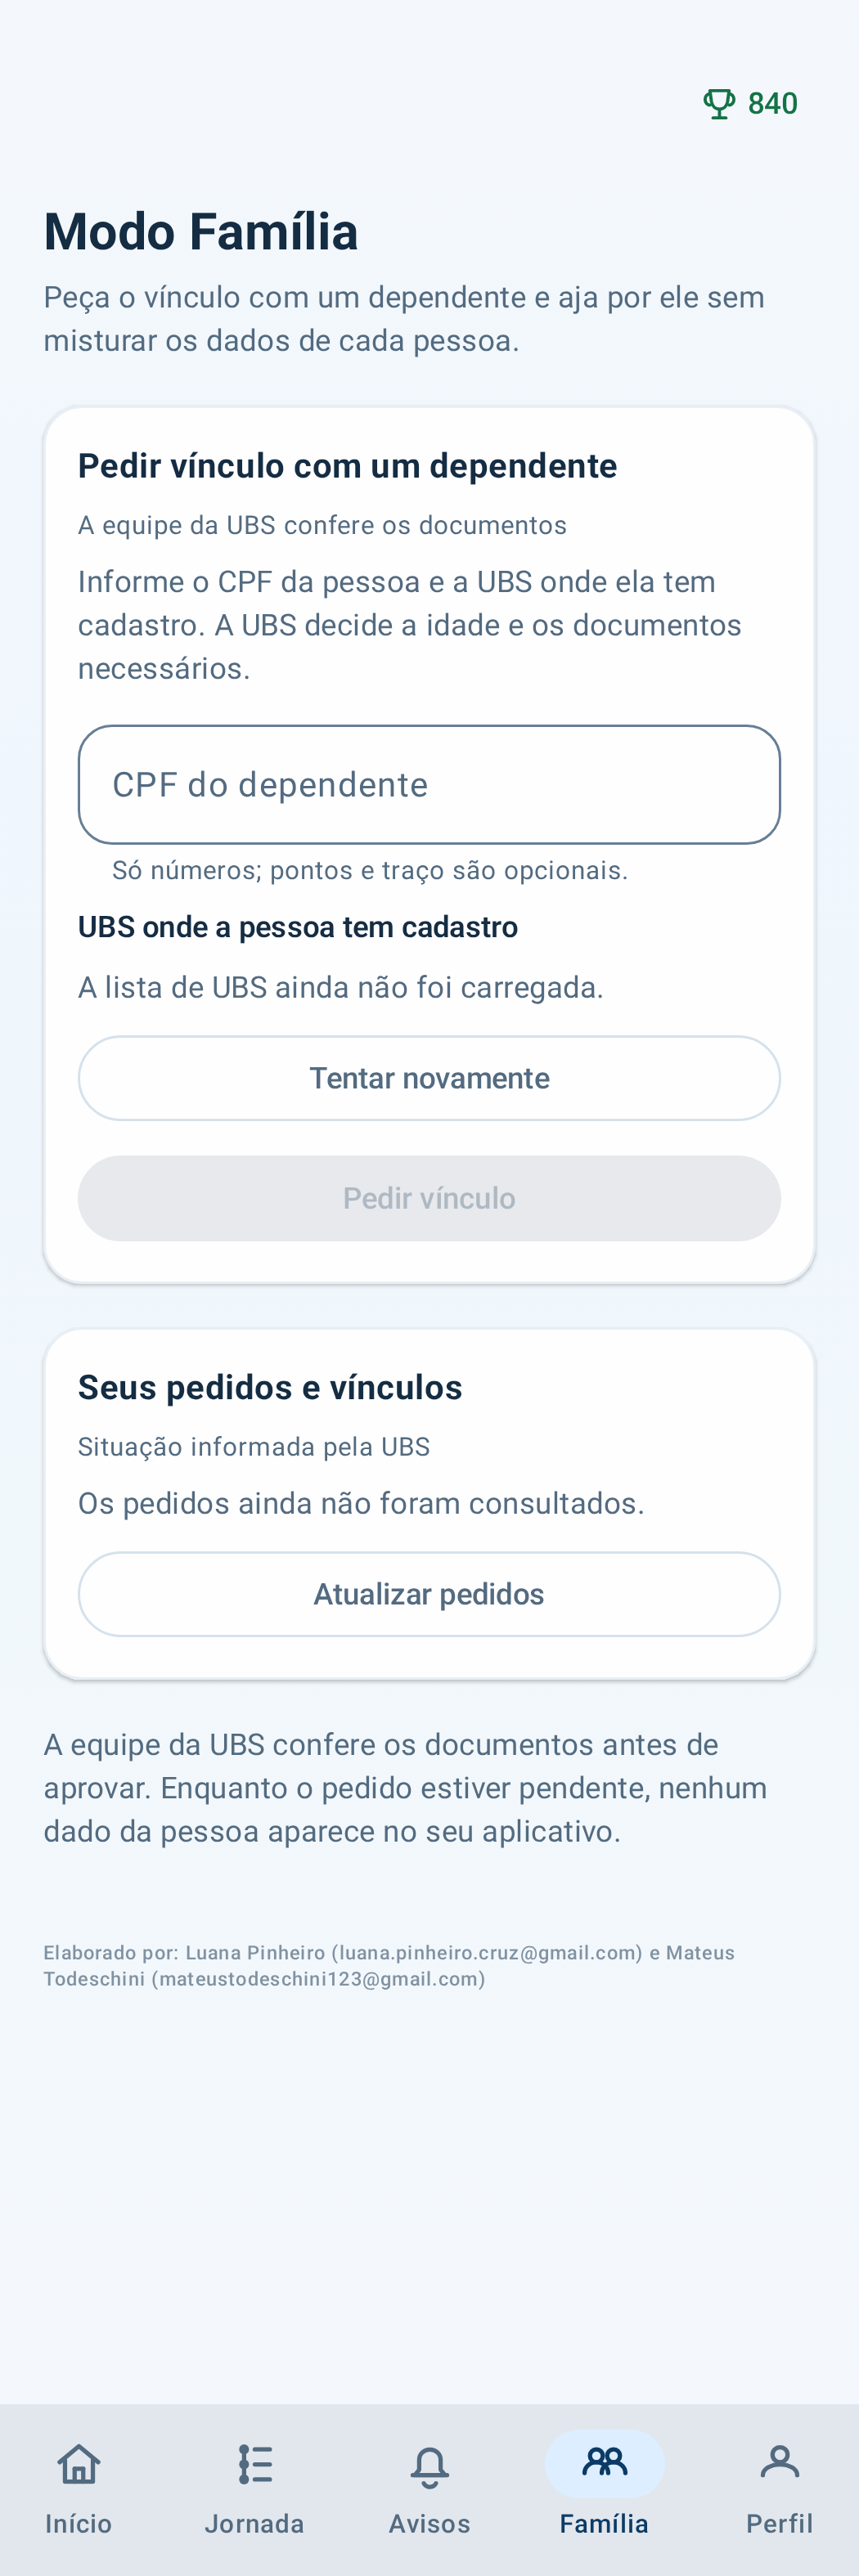 840
Modo Família
Peça o vínculo com um dependente e aja por ele sem
misturar os dados de cada pessoa.
Pedir vínculo com um dependente
A equipe da UBS confere os documentos
Informe o CPF da pessoa e a UBS onde ela tem
cadastro. A UBS decide a idade e os documentos
necessários.
CPF do dependente
Só números; pontos e traço são opcionais.
UBS onde a pessoa tem cadastro
A lista de UBS ainda não foi carregada.
Tentar novamente
Pedir vínculo
Seus pedidos e vínculos
Situação informada pela UBS
Os pedidos ainda não foram consultados.
Atualizar pedidos
A equipe da UBS confere os documentos antes de
aprovar. Enquanto o pedido estiver pendente, nenhum
dado da pessoa aparece no seu aplicativo.
Elaborado por: Luana Pinheiro (luana.pinheiro.cruz@gmail.com) e Mateus
Todeschini (mateustodeschini123@gmail.com)
Início
Jornada
Avisos
Família
Perfil